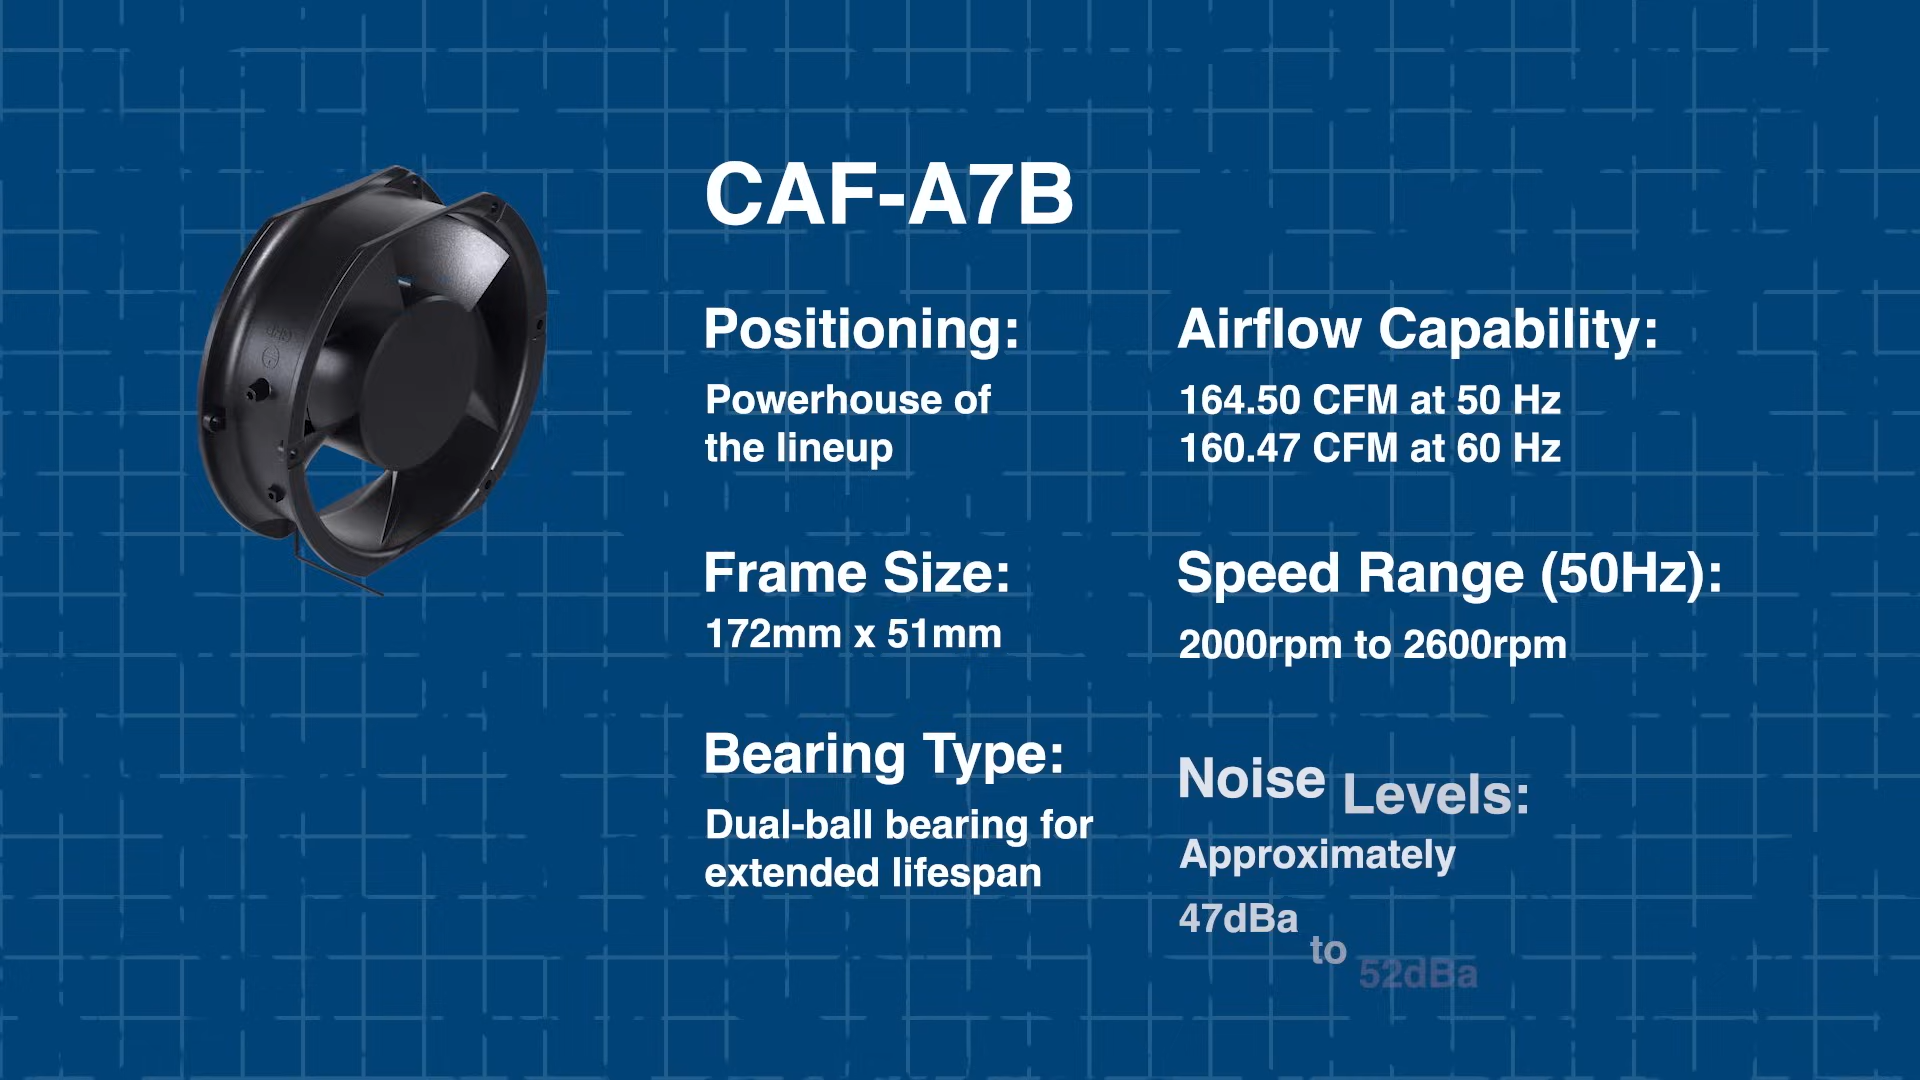 CAF-A7B
Positioning:
Powerhouse of
the lineup
Frame Size:
172mm x 51mm
Bearing Type:
Dual-ball bearing for
extended lifespan
Airflow Capability:
164.50 CFM at 50 Hz
160.47 CFM at 60 Hz
Speed Range (50Hz):
2000rpm to 2600rpm
Noise Levels:
Approximately
47dBa to 52dBa